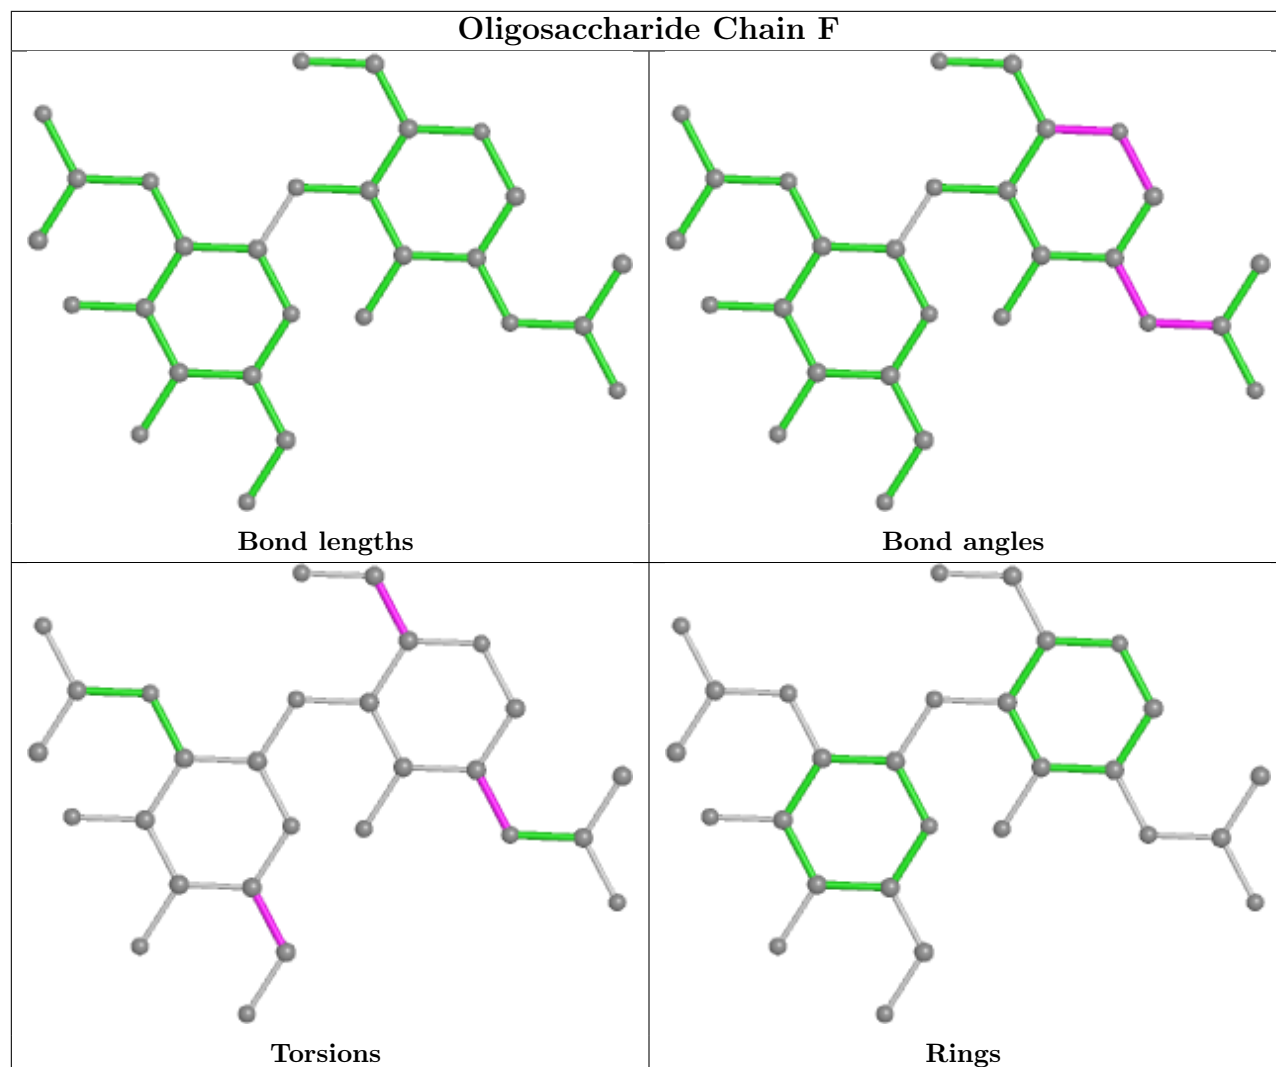 Oligosaccharide Chain F
Bond lengths
Bond angles
Torsions
Rings